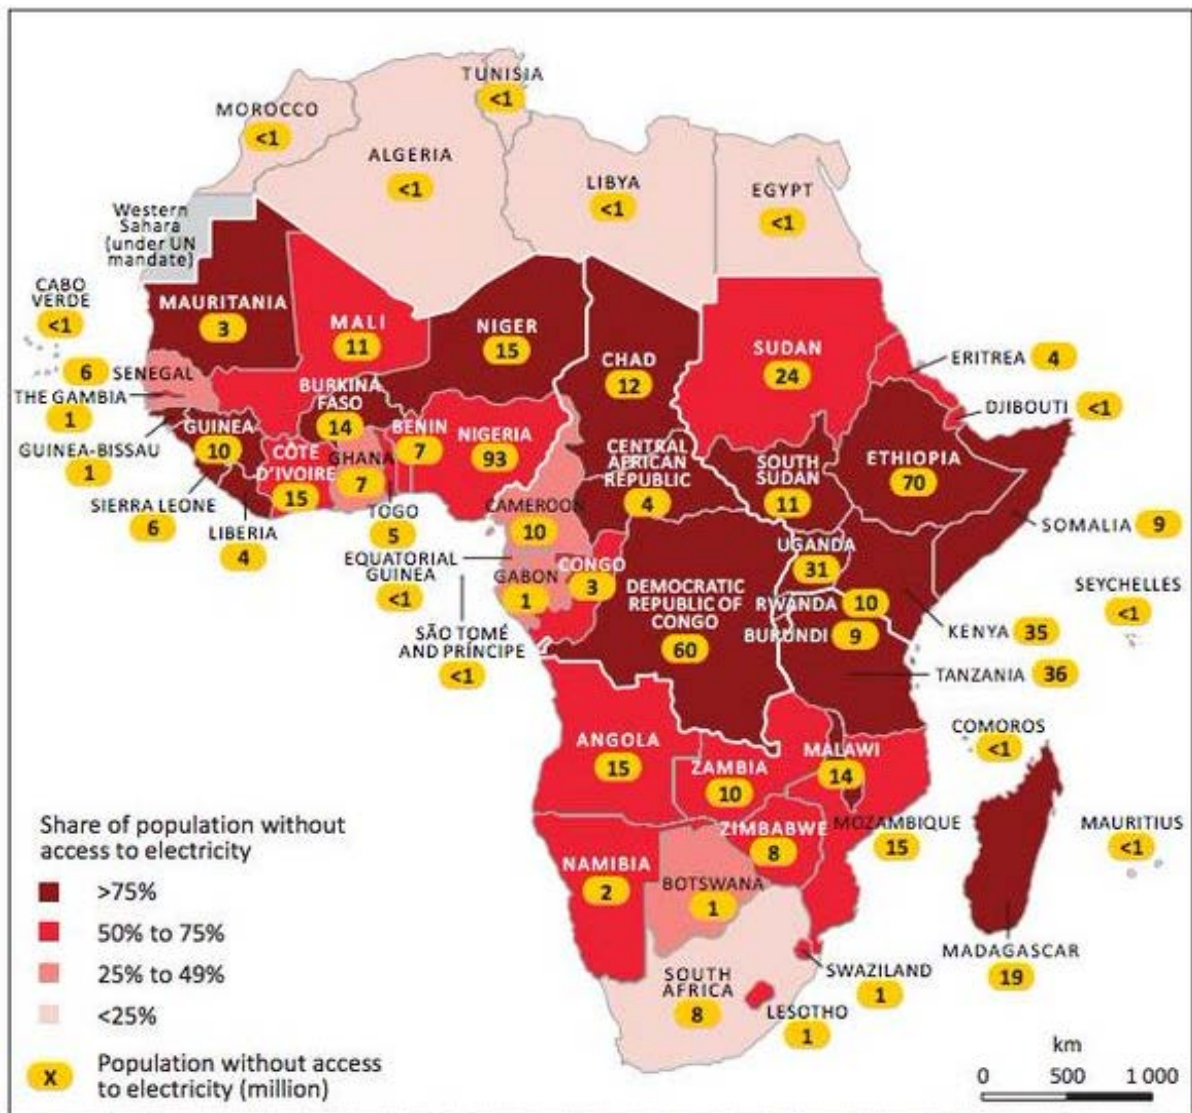 TUNISIA
<1
MOROCCO
<1
ALGERIA
<1
LIBYA
<1
EGYPT
<1
Western
Sahara
(under UN
mandate)
CABO
VERDE
<1
MAURITANIA
3
MALI
11
NIGER
15
CHAD
12
SUDAN
24
ERITREA 4
6 SENEGAL
THE GAMBIA
1
DJIBOUTI <1
GUINEA-BISSAU
1
GUINEA
10
BURKINA
FASO
14
BENIN
7
NIGERIA
93
CÔTE
D'IVOIRE
15
GHANA
7
CENTRAL
AFRICAN
REPUBLIC
4
SOUTH
SUDAN
11
ETHIOPIA
70
SOMALIA 9
SIERRA LEONE
6
LIBERIA
4
TOGO
5
CAMEROON
10
EQUATORIAL
GUINEA
<1
GABON
1
CONGO
3
DEMOCRATIC
REPUBLIC OF
CONGO
60
UGANDA
31
RWANDA 10
BURUNDI 9
KENYA 35
SEYCHELLES
<1
SÃO TOMÉ
AND PRÍNCIPE
<1
TANZANIA 36
COMOROS
<1
ANGOLA
15
ZAMBIA
10
MALAWI
14
ZIMBABWE
8
MOZAMBIQUE
15
MAURITIUS
<1
NAMIBIA
2
BOTSWANA
1
MADAGASCAR
19
SOUTH
AFRICA
8
SWAZILAND
1
LESOTHO
1
Share of population without
access to electricity
>75%
50% to 75%
25% to 49%
<25%
X Population without access
to electricity (million)
km
0 500 1 000